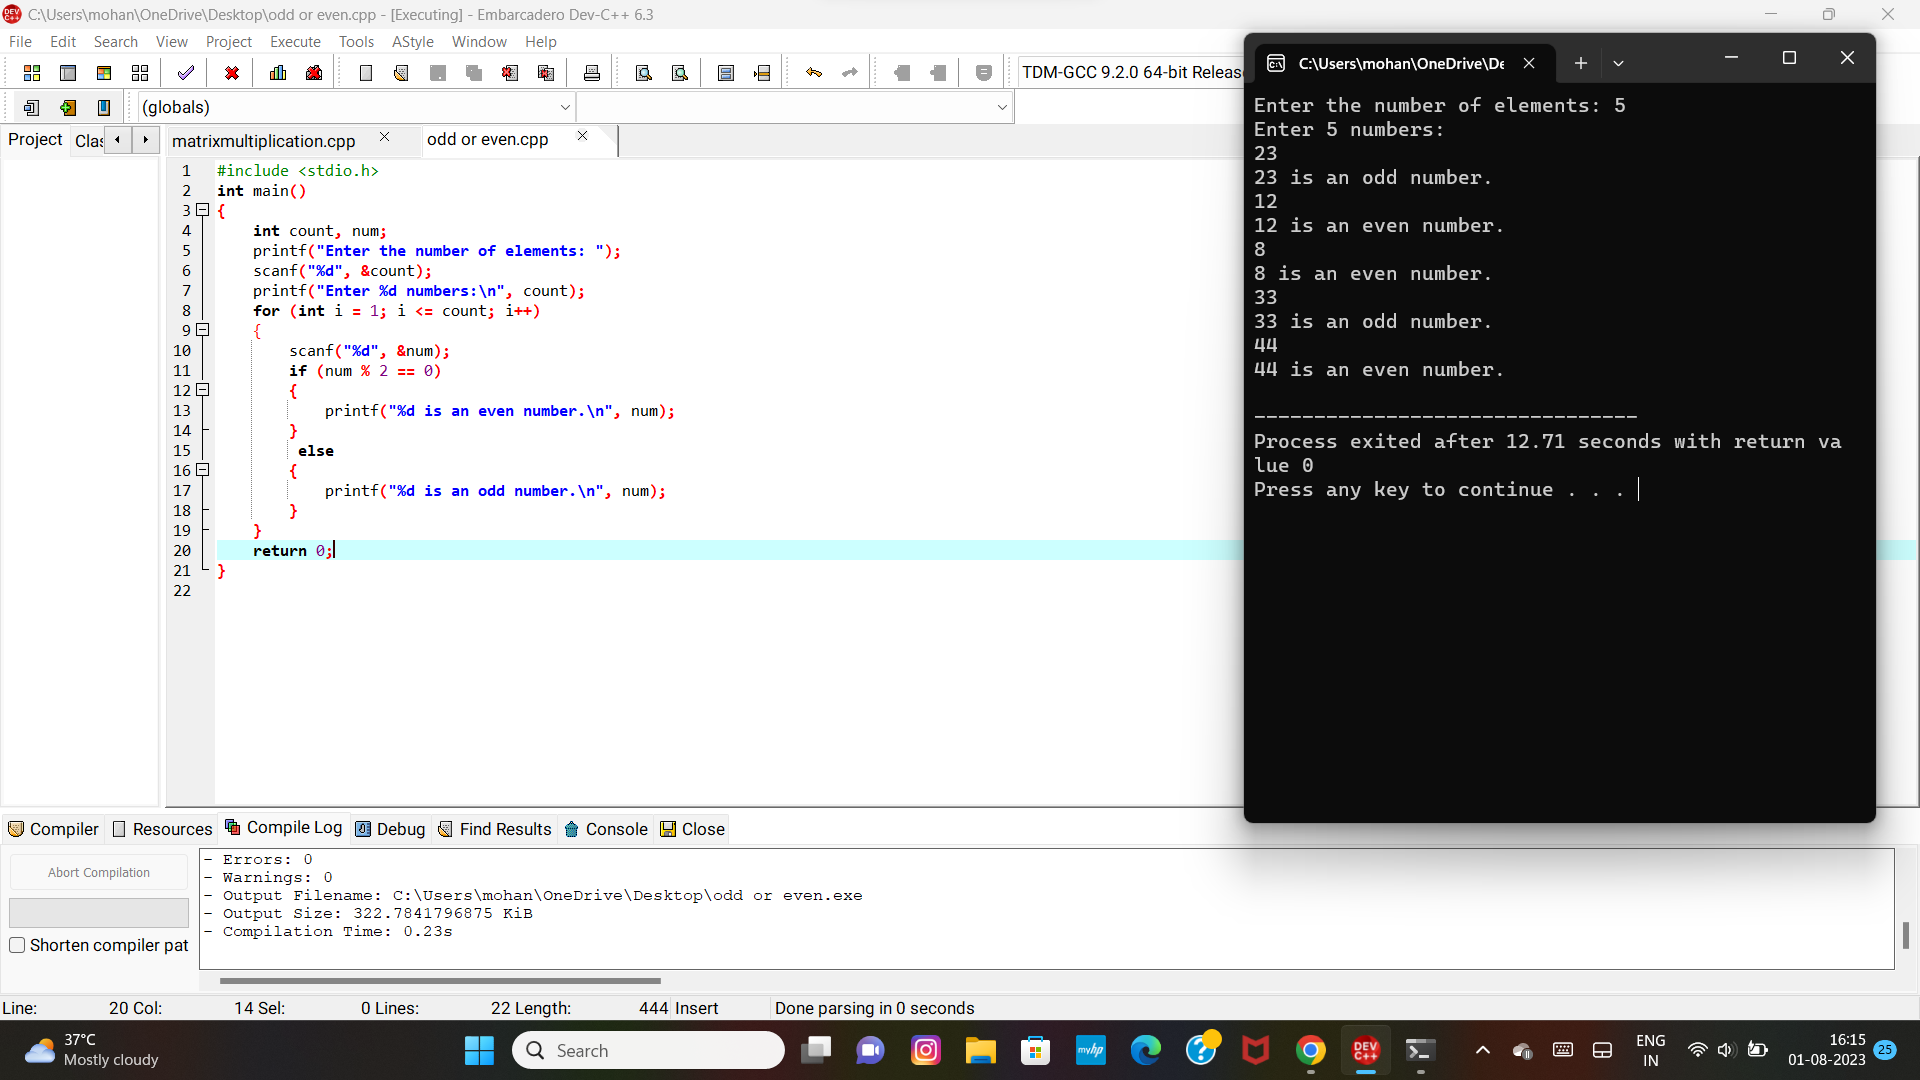 C:\Users\mohan\OneDrive\Desktop\odd or even.cpp - [Executing] - Embarcadero Dev-C++ 6.3
File Edit Search View Project Execute Tools AStyle Window Help
TDM-GCC 9.2.0 64-bit Release
(globals)
Project Clas
matrixmultiplication.cpp odd or even.cpp
1 #include <stdio.h>
2 int main()
3 {
4 int count, num;
5 printf("Enter the number of elements: ");
6 scanf("%d", &count);
7 printf("Enter %d numbers:\n", count);
8 for (int i = 1; i <= count; i++)
9 {
10 scanf("%d", &num);
11 if (num % 2 == 0)
12 {
13 printf("%d is an even number.\n", num);
14 }
15 else
16 {
17 printf("%d is an odd number.\n", num);
18 }
19 }
20 return 0;
21 }
22
C:\Users\mohan\OneDrive\De
Enter the number of elements: 5
Enter 5 numbers:
23
23 is an odd number.
12
12 is an even number.
8
8 is an even number.
33
33 is an odd number.
44
44 is an even number.
--------------------------------
Process exited after 12.71 seconds with return va
lue 0
Press any key to continue . . .
Compiler Resources Compile Log Debug Find Results Console Close
Abort Compilation
Shorten compiler pat
- Errors: 0
- Warnings: 0
- Output Filename: C:\Users\mohan\OneDrive\Desktop\odd or even.exe
- Output Size: 322.7841796875 KiB
- Compilation Time: 0.23s
Line: 20 Col: 14 Sel: 0 Lines: 22 Length: 444 Insert Done parsing in 0 seconds
37°C
Mostly cloudy
Search
myhp
DEV C++
ENG
IN
16:15
01-08-2023
25